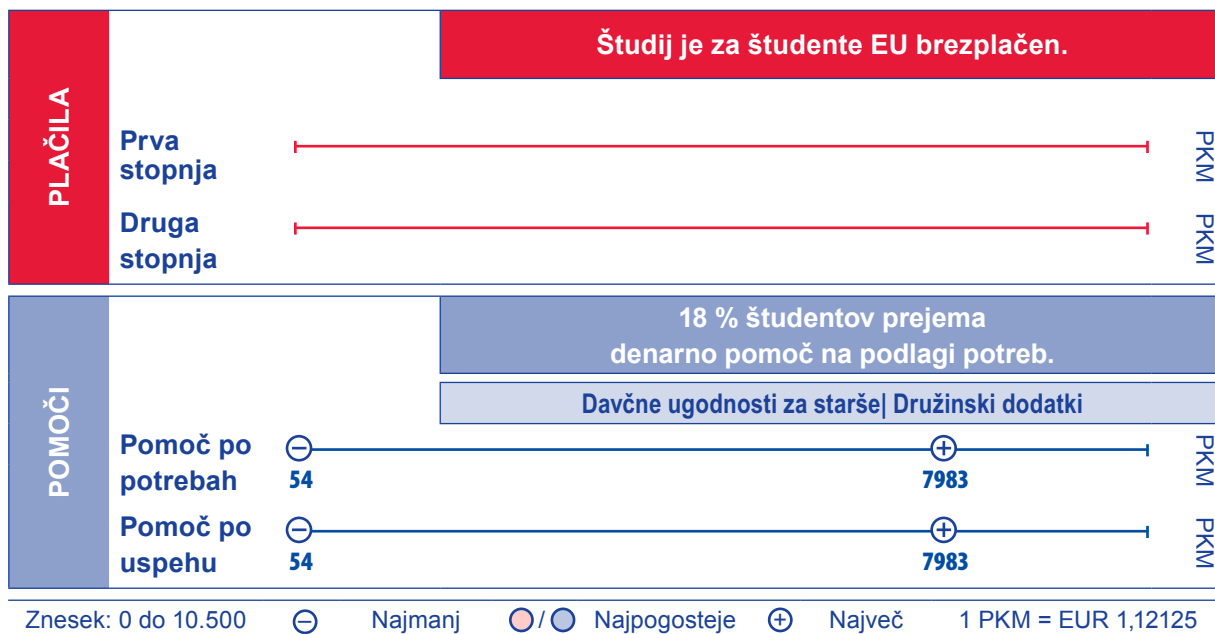 PLAČILA
Študij je za študente EU brezplačen.
Prva
stopnja
PKM
Druga
stopnja
PKM
POMOČI
18 % študentov prejema
denarno pomoč na podlagi potreb.
Davčne ugodnosti za starše| Družinski dodatki
Pomoč po
potrebah
54
7983
PKM
Pomoč po
uspehu
54
7983
PKM
Znesek: 0 do 10.500 Najmanj / Najpogosteje Največ 1 PKM = EUR 1,12125